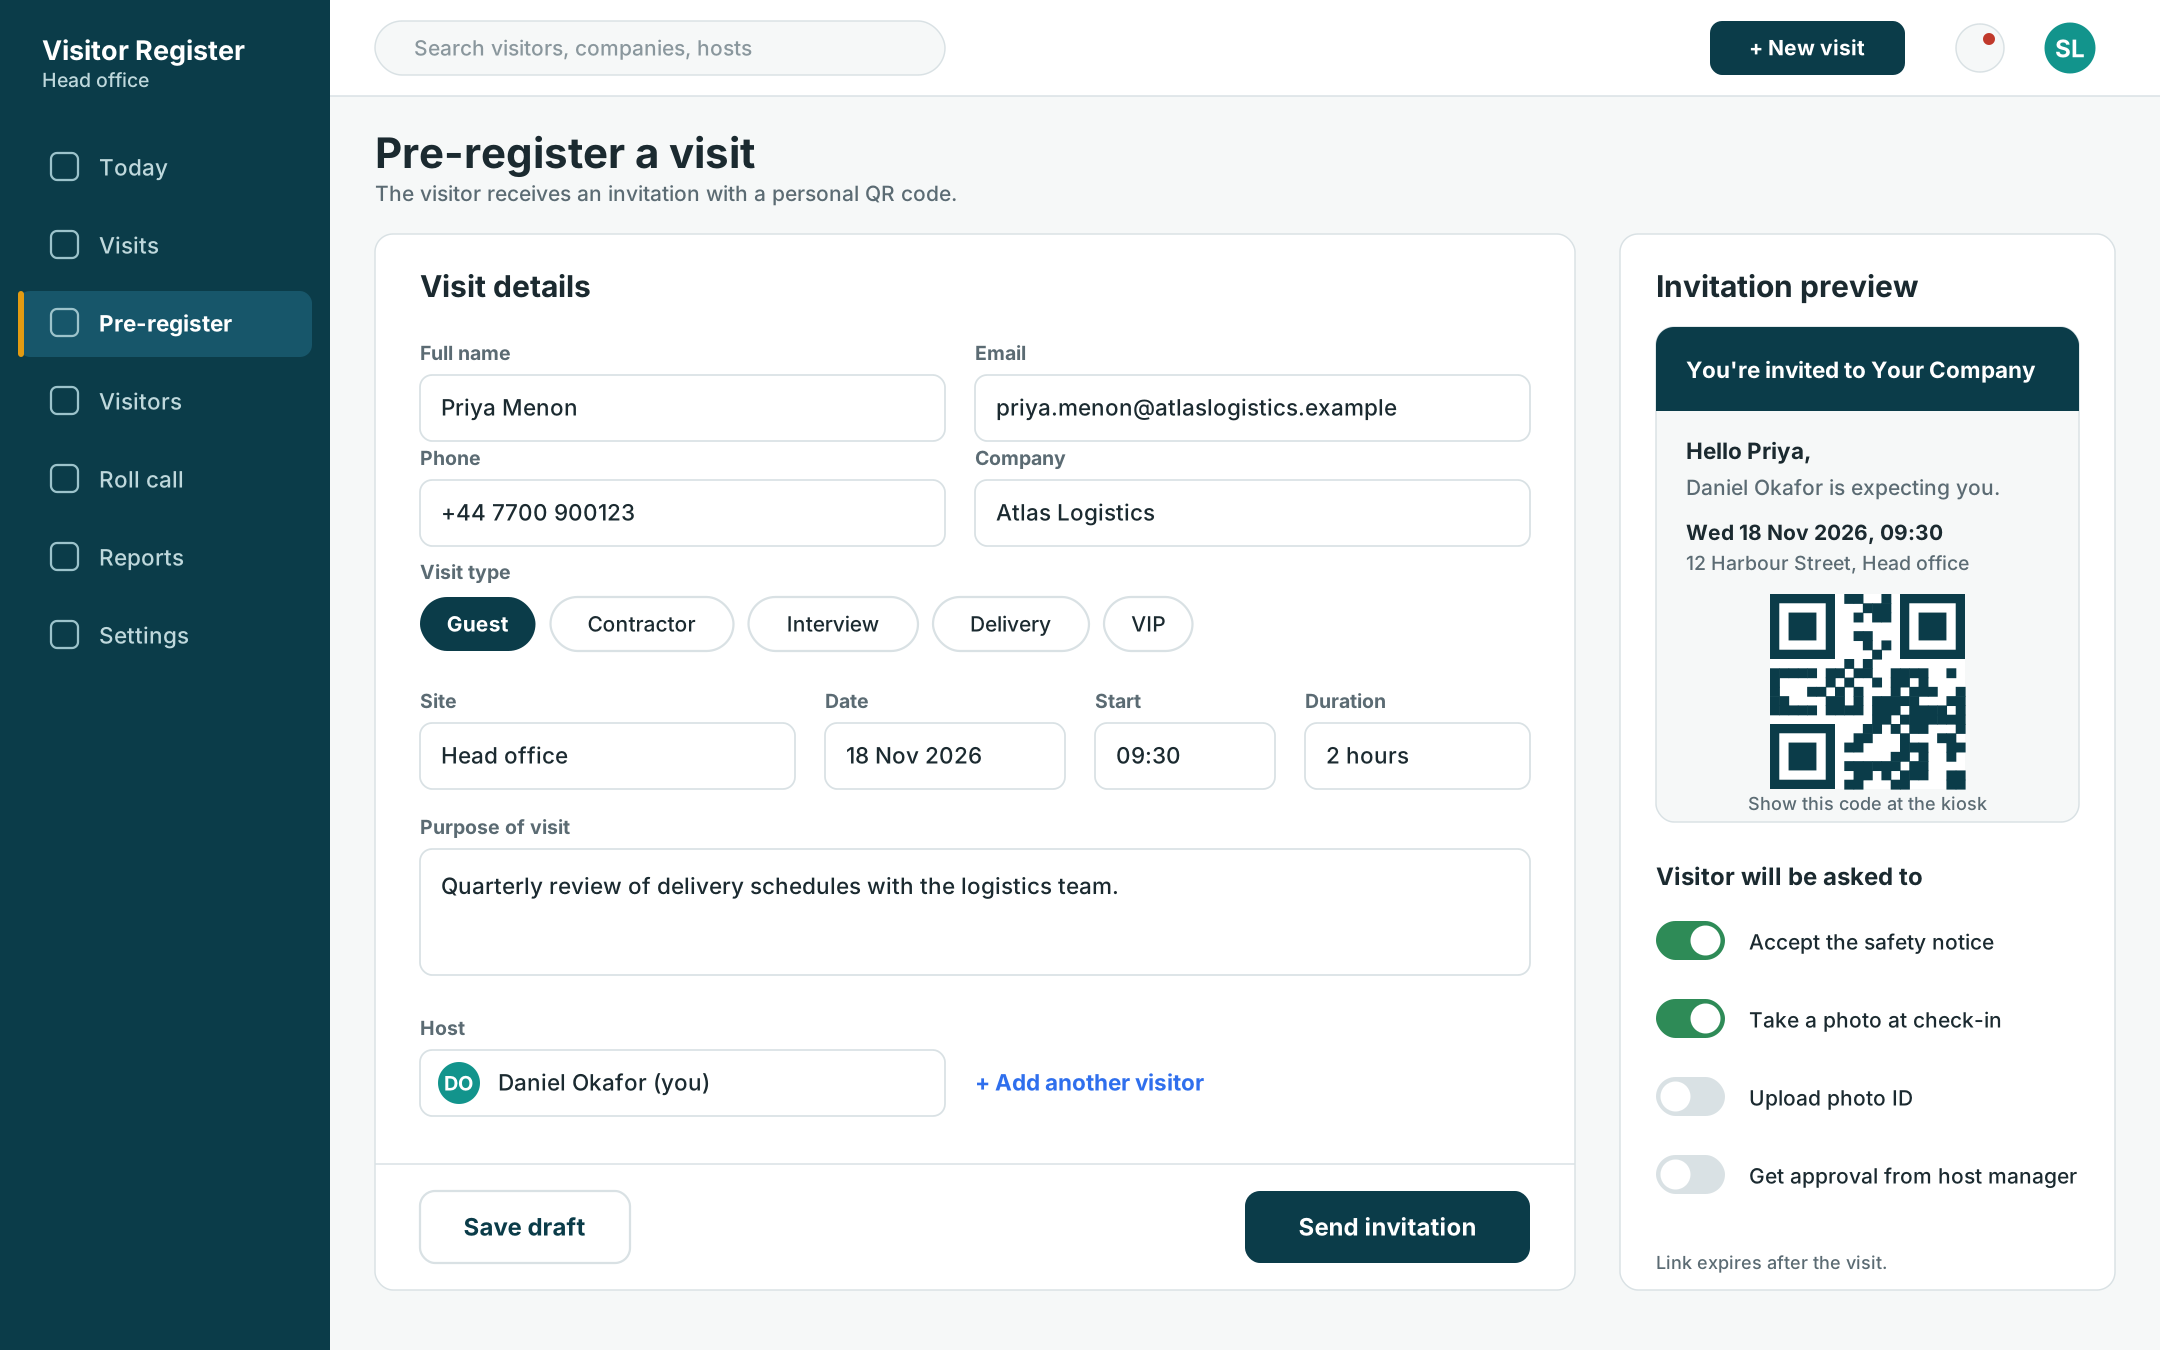 Visitor Register
Head office
Today
Visits
Pre-register
Visitors
Roll call
Reports
Settings
Search visitors, companies, hosts
+ New visit
SL
Pre-register a visit
The visitor receives an invitation with a personal QR code.
Visit details
Full name
Email
Priya Menon
priya.menon@atlaslogistics.example
Phone
Company
+44 7700 900123
Atlas Logistics
Visit type
Guest
Contractor
Interview
Delivery
VIP
Site
Date
Start
Duration
Head office
18 Nov 2026
09:30
2 hours
Purpose of visit
Quarterly review of delivery schedules with the logistics team.
Host
DO
Daniel Okafor (you)
+ Add another visitor
Save draft
Send invitation
Invitation preview
You're invited to Your Company
Hello Priya,
Daniel Okafor is expecting you.
Wed 18 Nov 2026, 09:30
12 Harbour Street, Head office
Show this code at the kiosk
Visitor will be asked to
Accept the safety notice
Take a photo at check-in
Upload photo ID
Get approval from host manager
Link expires after the visit.